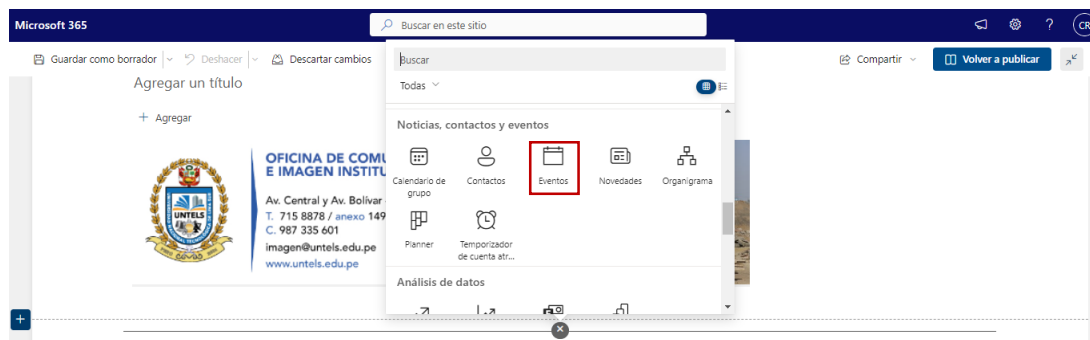 Microsoft 365
Buscar en este sitio
CR
Guardar como borrador
Deshacer
Descartar cambios
Compartir
Volver a publicar
Agregar un título
Agregar
Buscar
Todas
Noticias, contactos y eventos
Calendario de grupo
Contactos
Eventos
Novedades
Organigrama
Planner
Temporizador de cuenta atr...
Análisis de datos
UNTELS
OFICINA DE COMU
E IMAGEN INSTITU
Av. Central y Av. Bolívar
T. 715 8878 / anexo 149
C. 987 335 601
imagen@untels.edu.pe
www.untels.edu.pe